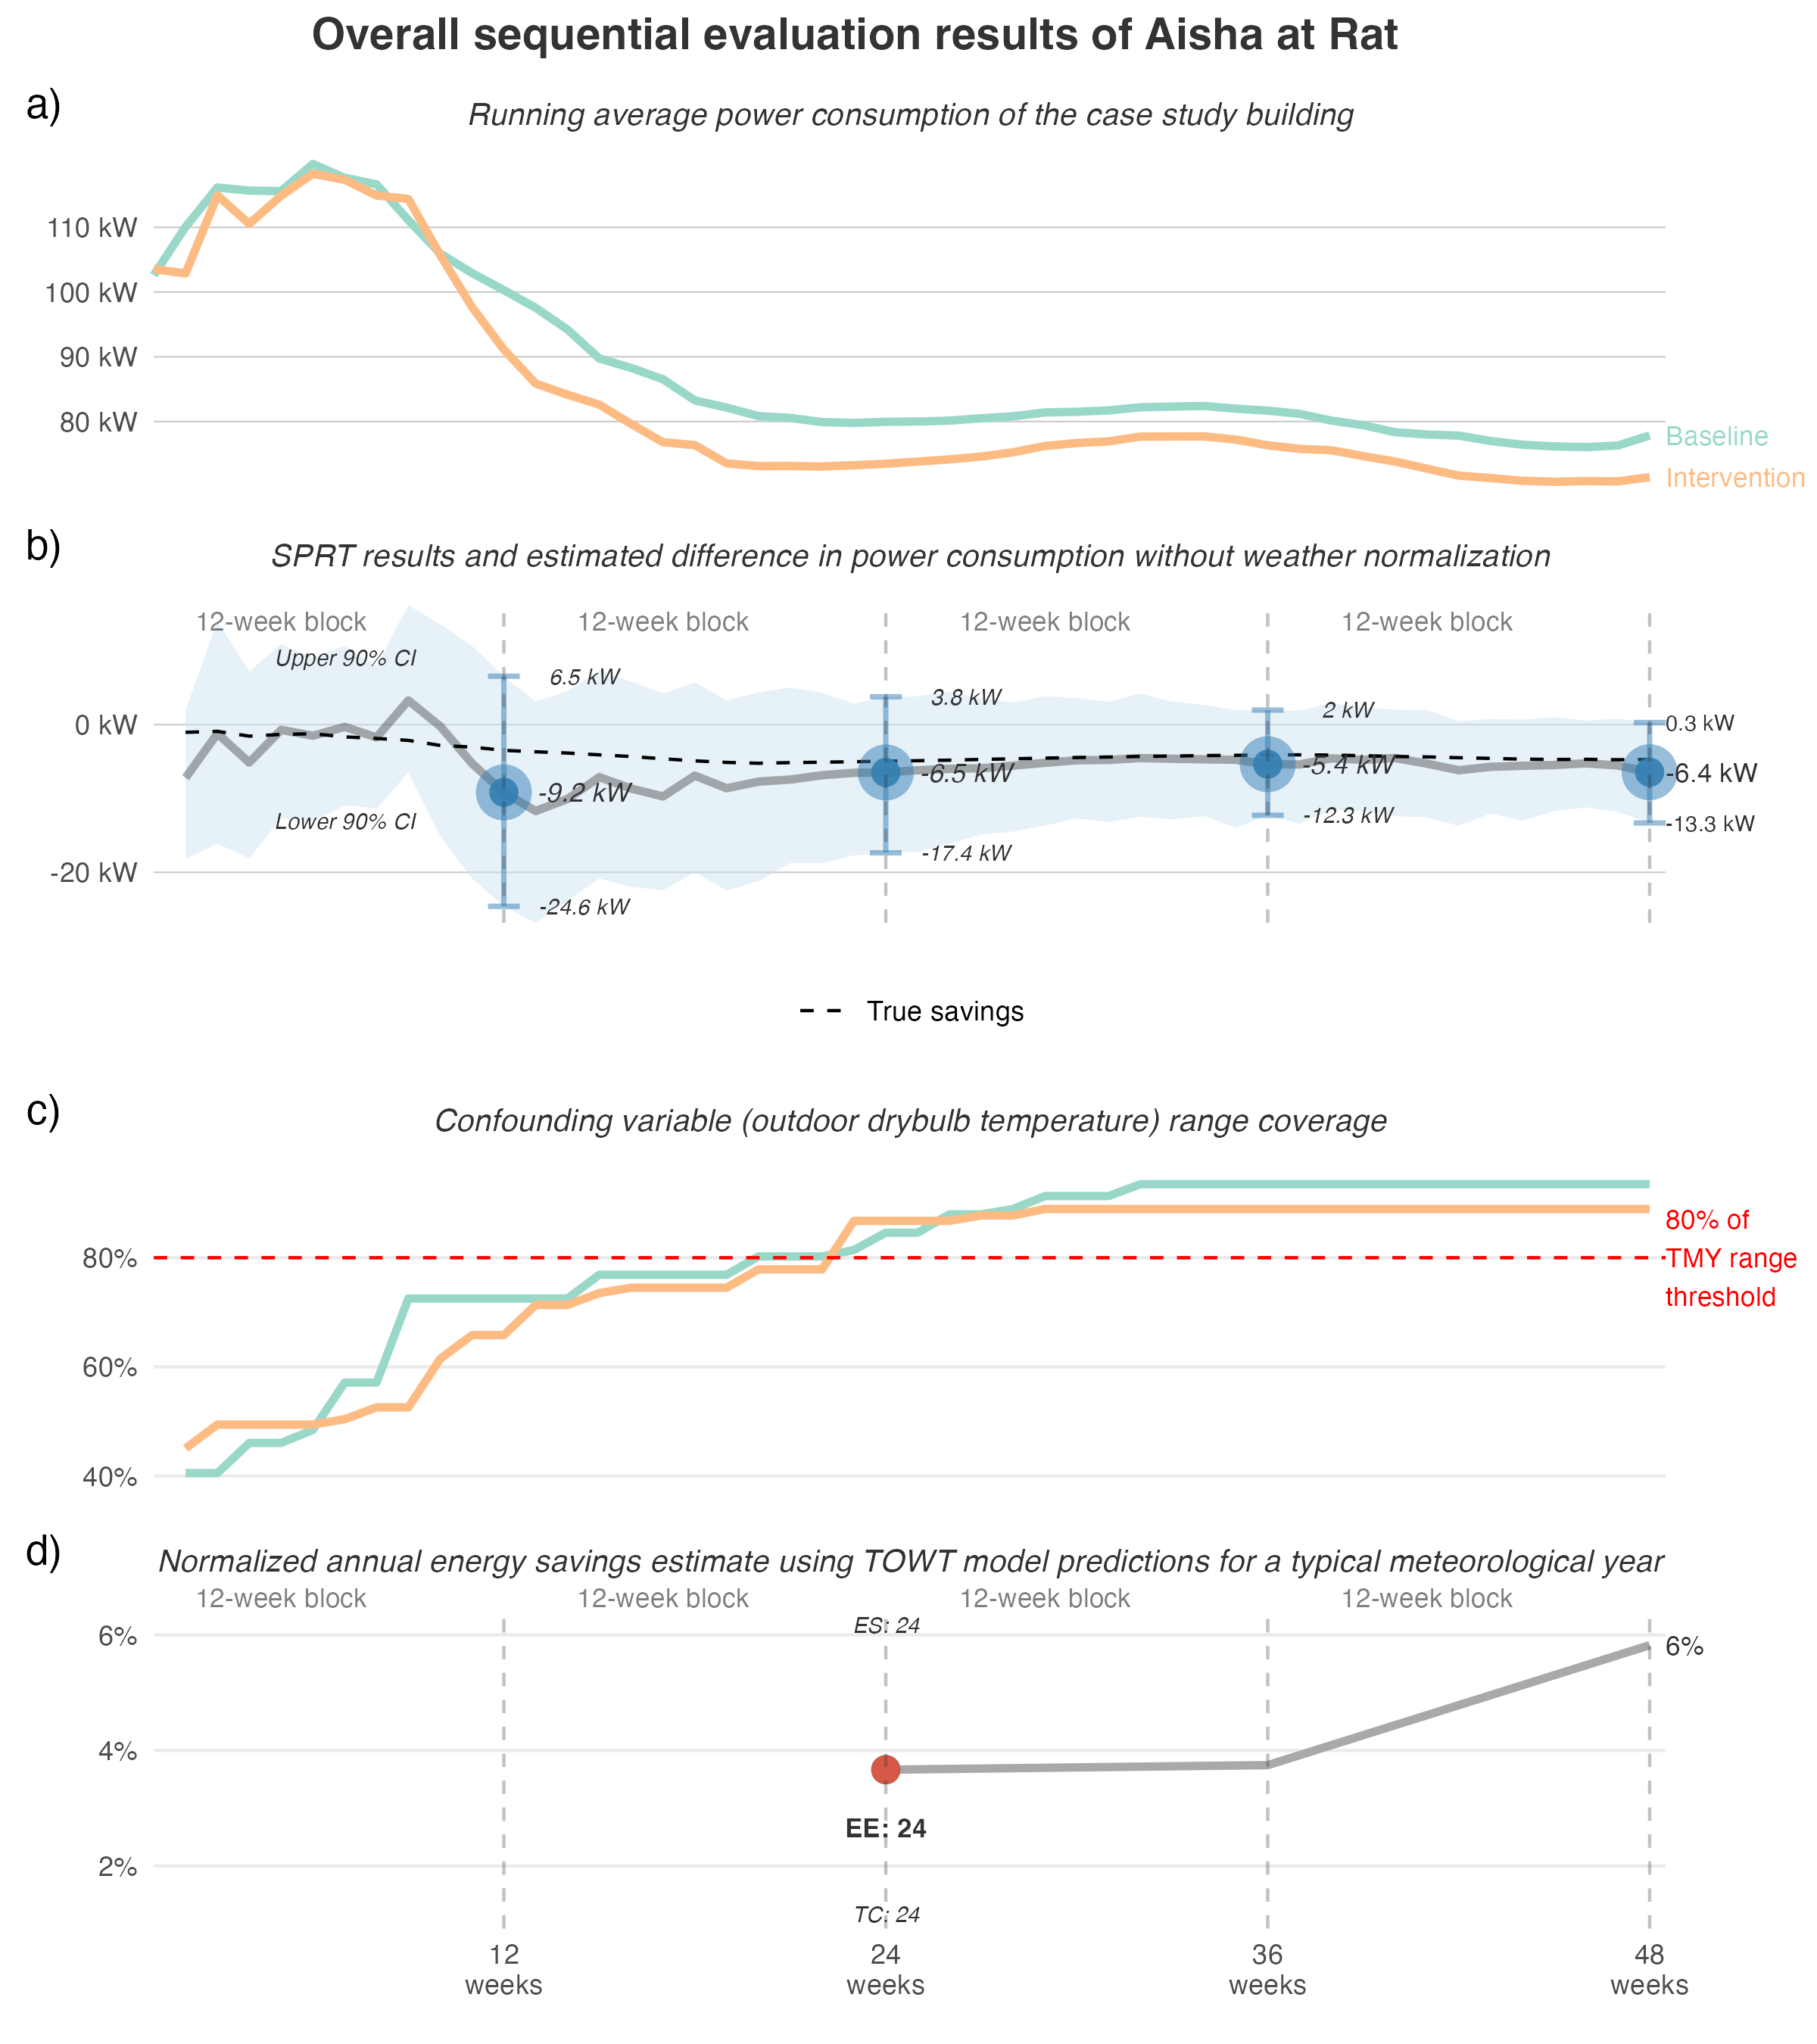 Overall sequential evaluation results of Aisha at Rat
a)
Running average power consumption of the case study building
110 kW
100 kW
90 kW
80 kW
Baseline
Intervention
b)
SPRT results and estimated difference in power consumption without weather normalization
12-week block
12-week block
12-week block
12-week block
Upper 90% CI
6.5 kW
3.8 kW
2 kW
0.3 kW
0 kW
-9.2 kW
-6.5 kW
-5.4 kW
-6.4 kW
Lower 90% CI
-12.3 kW
-13.3 kW
-17.4 kW
-20 kW
-24.6 kW
True savings
c)
Confounding variable (outdoor drybulb temperature) range coverage
80% of
TMY range
threshold
80%
60%
40%
d)
Normalized annual energy savings estimate using TOWT model predictions for a typical meteorological year
12-week block
12-week block
12-week block
12-week block
ES: 24
6%
6%
4%
EE: 24
2%
TC: 24
12
weeks
24
weeks
36
weeks
48
weeks